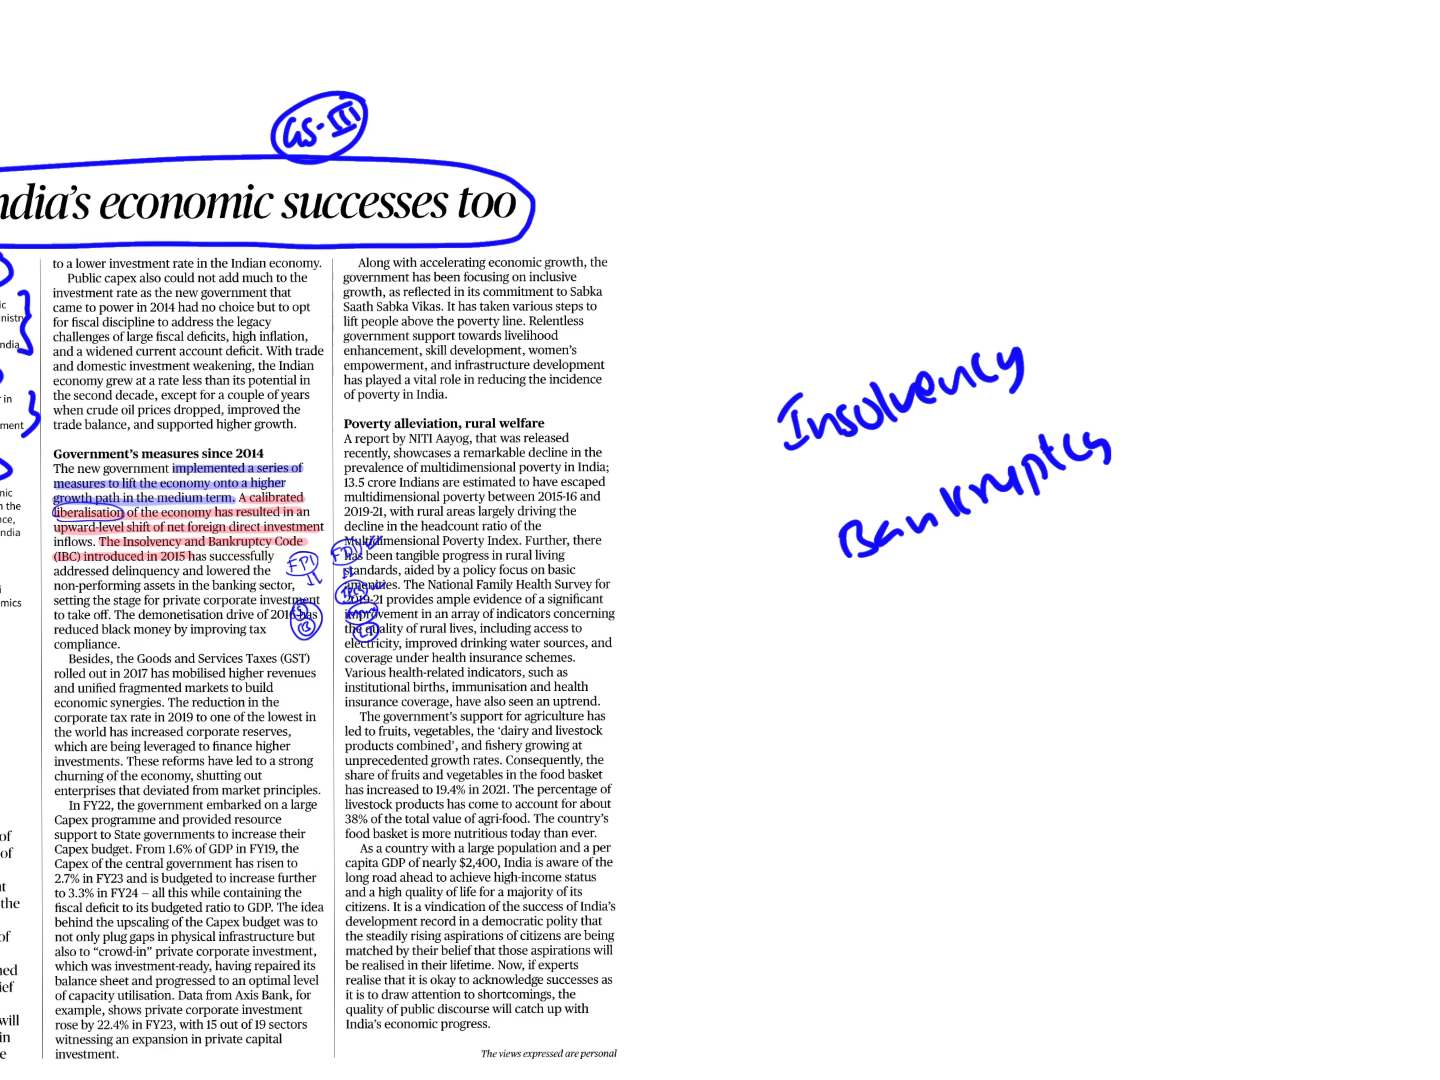 GS-III
ndia's economic successes too
ic
nistry
ndia
r in
ment
nic
n the
nce,
ndia
i
mics
of
of
nt
the
of
ned
ief
will
in
e
to a lower investment rate in the Indian economy.
Public capex also could not add much to the
investment rate as the new government that
came to power in 2014 had no choice but to opt
for fiscal discipline to address the legacy
challenges of large fiscal deficits, high inflation,
and a widened current account deficit. With trade
and domestic investment weakening, the Indian
economy grew at a rate less than its potential in
the second decade, except for a couple of years
when crude oil prices dropped, improved the
trade balance, and supported higher growth.
Government's measures since 2014
The new government implemented a series of
measures to lift the economy onto a higher
growth path in the medium term. A calibrated
liberalisation of the economy has resulted in an
upward-level shift of net foreign direct investment
inflows. The Insolvency and Bankruptcy Code
(IBC) introduced in 2015 has successfully
addressed delinquency and lowered the
non-performing assets in the banking sector,
setting the stage for private corporate investment
to take off. The demonetisation drive of 2016 has
reduced black money by improving tax
compliance.
Besides, the Goods and Services Taxes (GST)
rolled out in 2017 has mobilised higher revenues
and unified fragmented markets to build
economic synergies. The reduction in the
corporate tax rate in 2019 to one of the lowest in
the world has increased corporate reserves,
which are being leveraged to finance higher
investments. These reforms have led to a strong
churning of the economy, shutting out
enterprises that deviated from market principles.
In FY22, the government embarked on a large
Capex programme and provided resource
support to State governments to increase their
Capex budget. From 1.6% of GDP in FY19, the
Capex of the central government has risen to
2.7% in FY23 and is budgeted to increase further
to 3.3% in FY24 — all this while containing the
fiscal deficit to its budgeted ratio to GDP. The idea
behind the upscaling of the Capex budget was to
not only plug gaps in physical infrastructure but
also to "crowd-in" private corporate investment,
which was investment-ready, having repaired its
balance sheet and progressed to an optimal level
of capacity utilisation. Data from Axis Bank, for
example, shows private corporate investment
rose by 22.4% in FY23, with 15 out of 19 sectors
witnessing an expansion in private capital
investment.
FPI
FDI
Along with accelerating economic growth, the
government has been focusing on inclusive
growth, as reflected in its commitment to Sabka
Saath Sabka Vikas. It has taken various steps to
lift people above the poverty line. Relentless
government support towards livelihood
enhancement, skill development, women's
empowerment, and infrastructure development
has played a vital role in reducing the incidence
of poverty in India.
Poverty alleviation, rural welfare
A report by NITI Aayog, that was released
recently, showcases a remarkable decline in the
prevalence of multidimensional poverty in India;
13.5 crore Indians are estimated to have escaped
multidimensional poverty between 2015-16 and
2019-21, with rural areas largely driving the
decline in the headcount ratio of the
Multidimensional Poverty Index. Further, there
has been tangible progress in rural living
standards, aided by a policy focus on basic
amenities. The National Family Health Survey for
2019-21 provides ample evidence of a significant
improvement in an array of indicators concerning
the quality of rural lives, including access to
electricity, improved drinking water sources, and
coverage under health insurance schemes.
Various health-related indicators, such as
institutional births, immunisation and health
insurance coverage, have also seen an uptrend.
The government's support for agriculture has
led to fruits, vegetables, the 'dairy and livestock
products combined', and fishery growing at
unprecedented growth rates. Consequently, the
share of fruits and vegetables in the food basket
has increased to 19.4% in 2021. The percentage of
livestock products has come to account for about
38% of the total value of agri-food. The country's
food basket is more nutritious today than ever.
As a country with a large population and a per
capita GDP of nearly $2,400, India is aware of the
long road ahead to achieve high-income status
and a high quality of life for a majority of its
citizens. It is a vindication of the success of India's
development record in a democratic polity that
the steadily rising aspirations of citizens are being
matched by their belief that those aspirations will
be realised in their lifetime. Now, if experts
realise that it is okay to acknowledge successes as
it is to draw attention to shortcomings, the
quality of public discourse will catch up with
India's economic progress.
The views expressed are personal
Insolvency
Bankruptcy